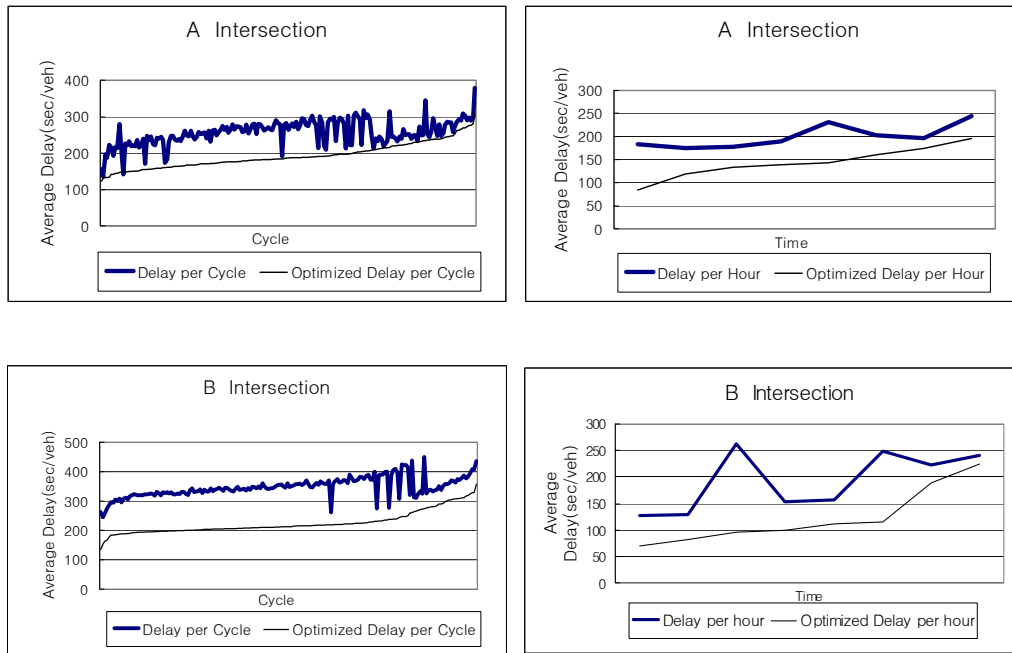 A Intersection
Average Delay(sec/veh)
400
300
200
100
0
Cycle
Delay per Cycle
Optimized Delay per Cycle
A Intersection
Average Delay(sec/veh)
300
250
200
150
100
50
0
Time
Delay per Hour
Optimized Delay per Hour
B Intersection
Average Delay(sec/veh)
500
400
300
200
100
0
Cycle
Delay per Cycle
Optimized Delay per Cycle
B Intersection
Average
Delay(sec/veh)
300
250
200
150
100
50
0
Time
Delay per hour
Optimized Delay per hour